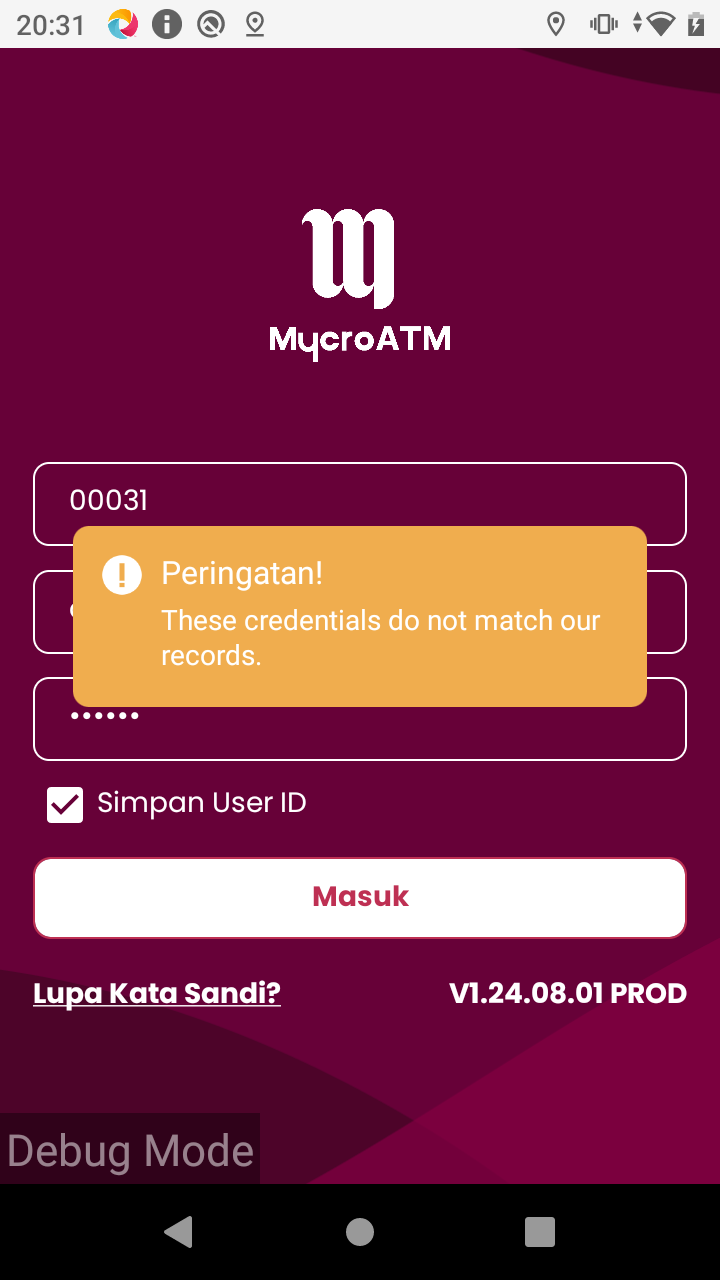 20:31
MycroATM
00031
Peringatan!
These credentials do not match our
records.
••••••
Simpan User ID
Masuk
Lupa Kata Sandi?
V1.24.08.01 PROD
Debug Mode